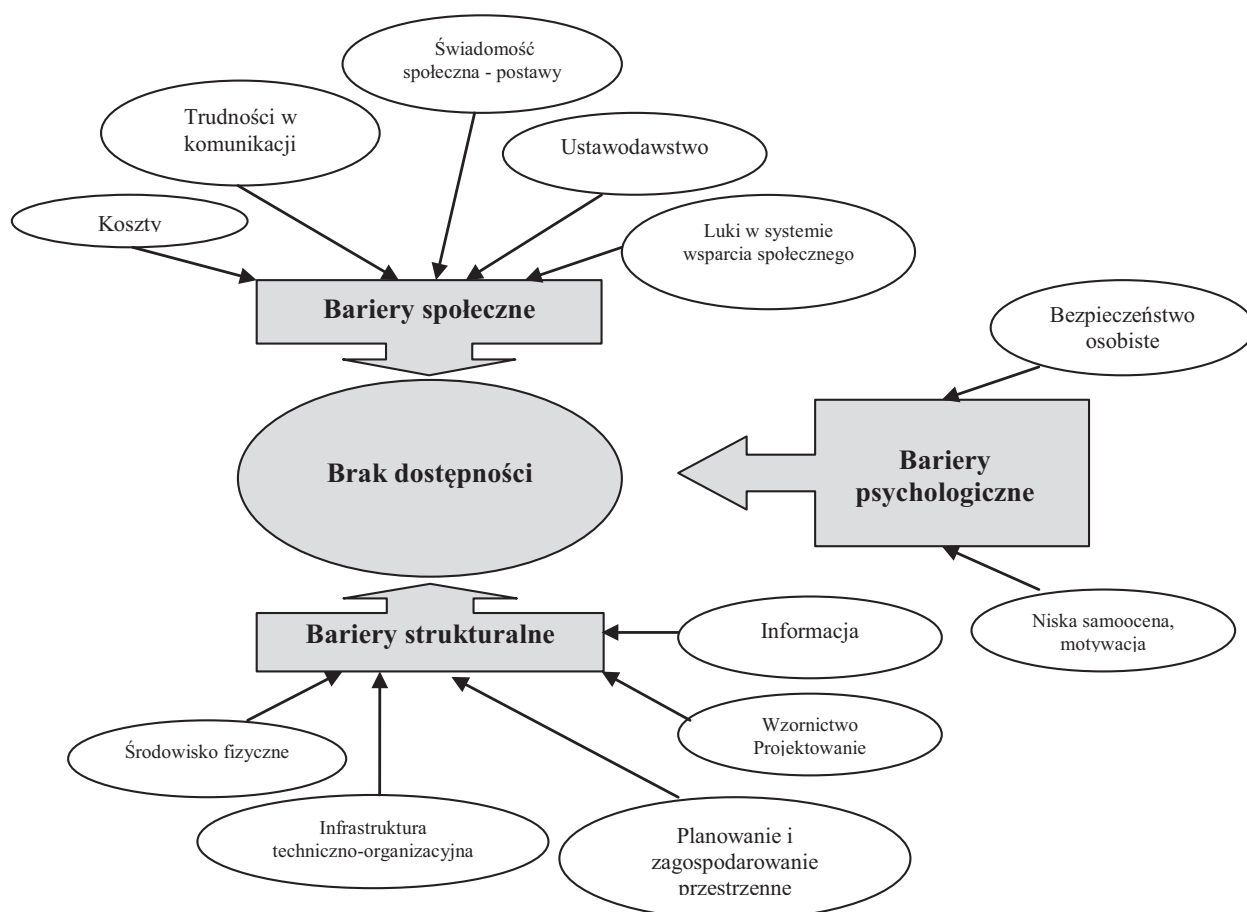 Świadomość
społeczna - postawy
Trudności w
komunikacji
Ustawodawstwo
Koszty
Luki w systemie
wsparcia społecznego
Bariery społeczne
Bezpieczeństwo
osobiste
Brak dostępności
Bariery
psychologiczne
Bariery strukturalne
Informacja
Niska samoocena,
motywacja
Środowisko fizyczne
Wzornictwo
Projektowanie
Infrastruktura
techniczno-organizacyjna
Planowanie i
zagospodarowanie
przestrzenne